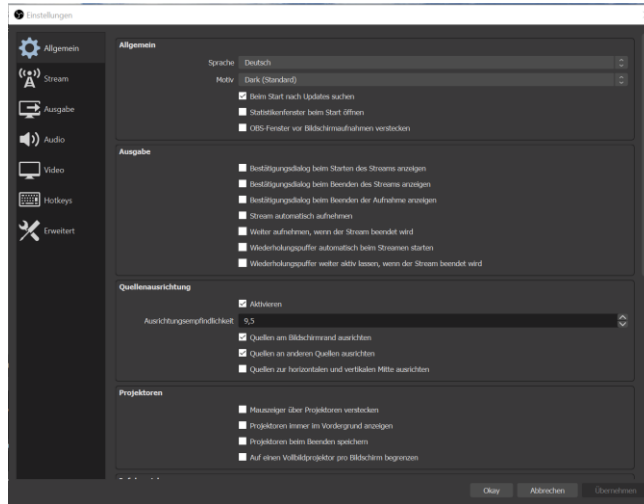 Einstellungen
Allgemein
Stream
Ausgabe
Audio
Video
Hotkeys
Erweitert
Allgemein
Sprache Deutsch
Motiv Dark (Standard)
Beim Start nach Updates suchen
Statistikenfenster beim Start öffnen
OBS-Fenster vor Bildschirmaufnahmen verstecken
Ausgabe
Bestätigungsdialog beim Starten des Streams anzeigen
Bestätigungsdialog beim Beenden des Streams anzeigen
Bestätigungsdialog beim Beenden der Aufnahme anzeigen
Stream automatisch aufnehmen
Weiter aufnehmen, wenn der Stream beendet wird
Wiederholungspuffer automatisch beim Streamen starten
Wiederholungspuffer weiter aktiv lassen, wenn der Stream beendet wird
Quellenausrichtung
Aktivieren
Ausrichtungsempfindlichkeit 9,5
Quellen am Bildschirmrand ausrichten
Quellen an anderen Quellen ausrichten
Quellen zur horizontalen und vertikalen Mitte ausrichten
Projektoren
Mauszeiger über Projektoren verstecken
Projektoren immer im Vordergrund anzeigen
Projektoren beim Beenden speichern
Auf einen Vollbildprojektor pro Bildschirm begrenzen
Okay Abbrechen Übernehmen